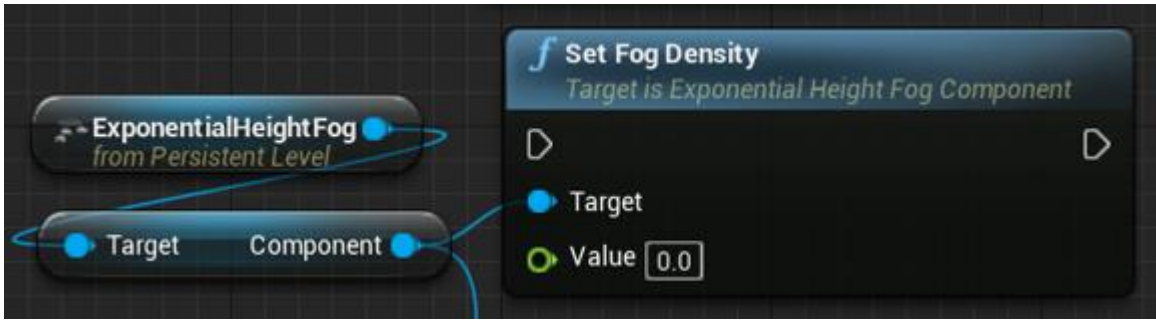 f Set Fog Density
Target is Exponential Height Fog Component
ExponentialHeightFog
from Persistent Level
Target
Target Component
Value 0.0